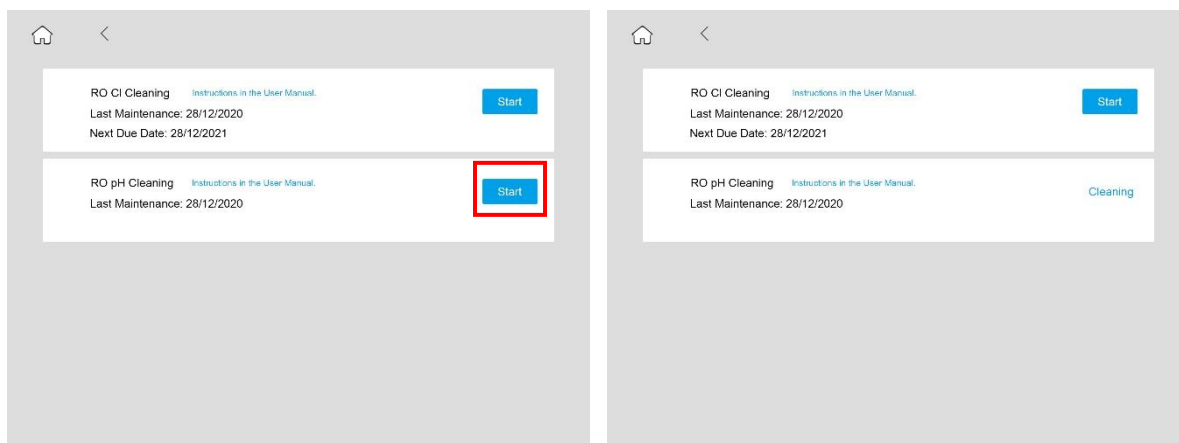 RO Cl Cleaning Instructions in the User Manual.
Last Maintenance: 28/12/2020
Next Due Date: 28/12/2021
Start
RO pH Cleaning Instructions in the User Manual.
Last Maintenance: 28/12/2020
Start
RO Cl Cleaning Instructions in the User Manual.
Last Maintenance: 28/12/2020
Next Due Date: 28/12/2021
Start
RO pH Cleaning Instructions in the User Manual.
Last Maintenance: 28/12/2020
Cleaning